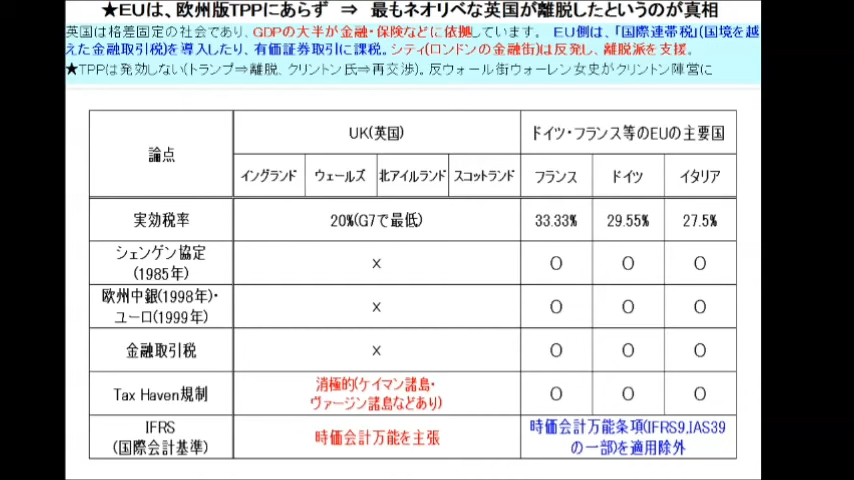 ★EUは、欧州版TPPにあらず ⇒ 最もネオリベな英国が離脱したというのが真相
英国は格差固定の社会であり、GDPの大半が金融・保険などに依拠しています。 EU側は、「国際連帯税」(国境を越
えた金融取引税)を導入したり、有価証券取引に課税。シティ(ロンドンの金融街)は反発し、離脱派を支援。
★TPPは発効しない(トランプ⇒離脱、クリントン氏⇒再交渉)。反ウォール街ウォーレン女史がクリントン陣営に
論点
UK(英国)
ドイツ・フランス等のEUの主要国
イングランド ウェールズ 北アイルランド スコットランド フランス ドイツ イタリア
実効税率 20%(G7で最低) 33.33% 29.55% 27.5%
シェンゲン協定
(1985年)
× ○ ○ ○
欧州中銀(1998年)・
ユーロ(1999年)
× ○ ○ ○
金融取引税 × ○ ○ ○
Tax Haven規制
消極的(ケイマン諸島・
ヴァージン諸島などあり)
○ ○ ○
IFRS
(国際会計基準)
時価会計万能を主張
時価会計万能条項(IFRS9,IAS39
の一部)を適用除外